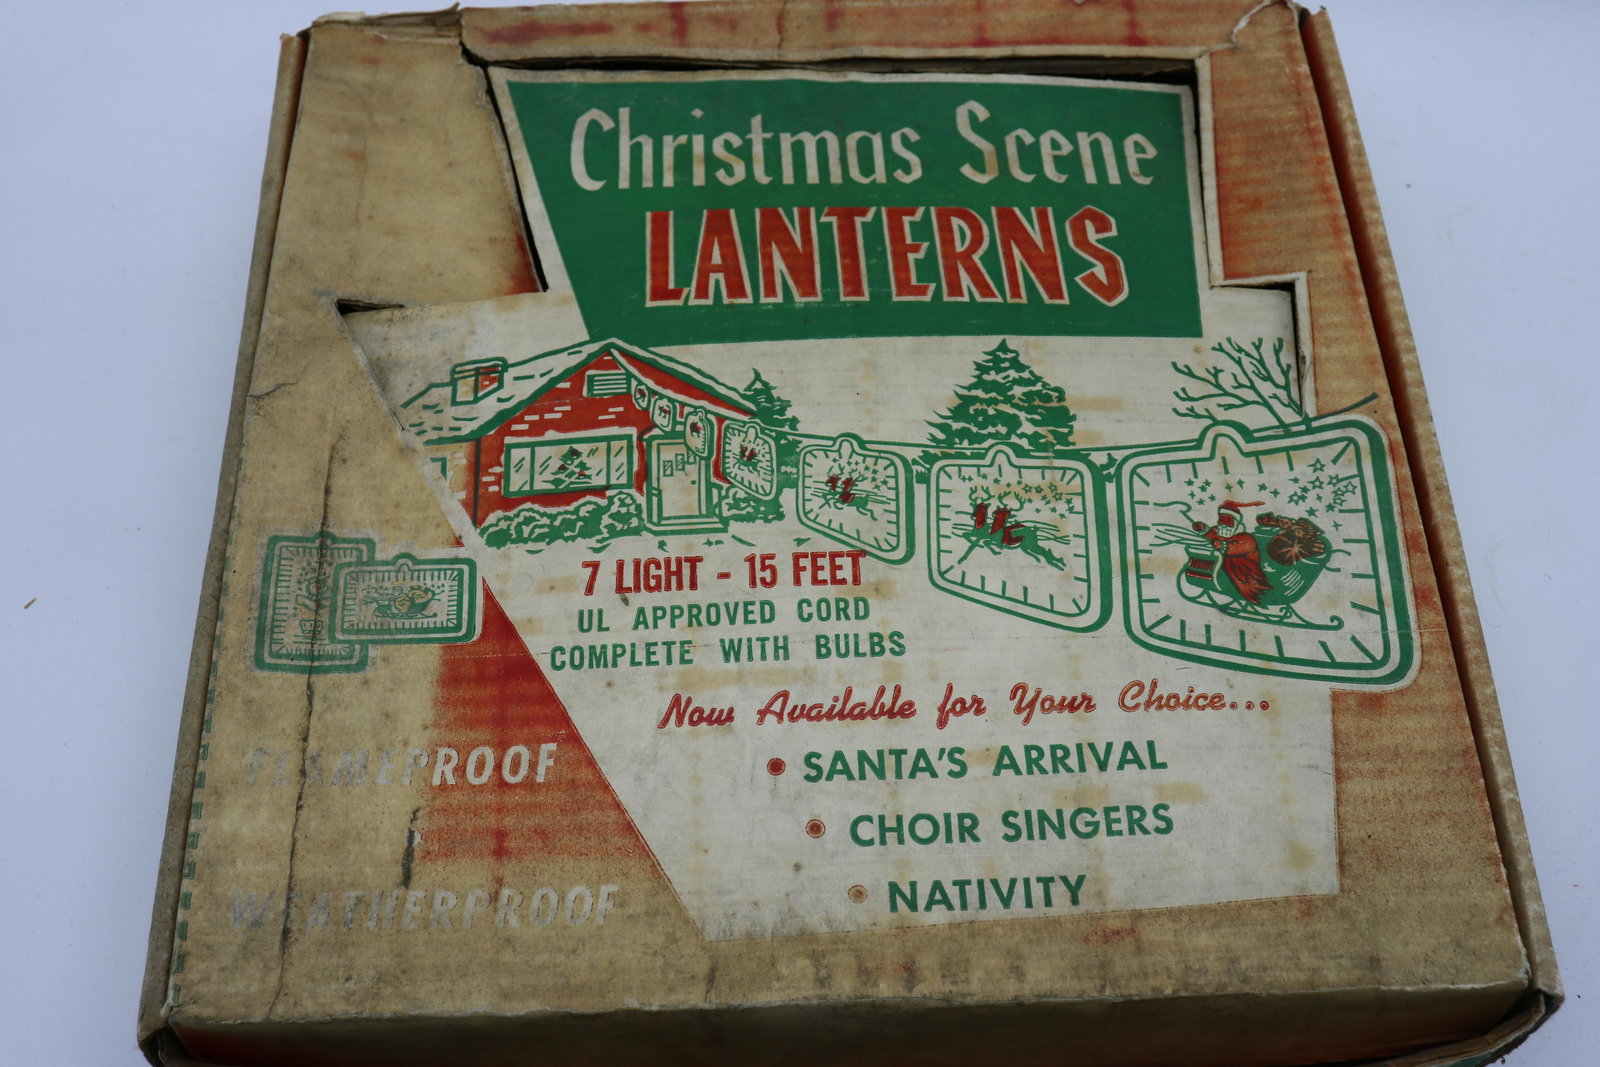 Christmas Scene
LANTERNS
7 LIGHT - 15 FEET
UL APPROVED CORD
COMPLETE WITH BULBS
Now Available for Your Choice...
• SANTA'S ARRIVAL
• CHOIR SINGERS
• NATIVITY
FLAMEPROOF
WEATHERPROOF